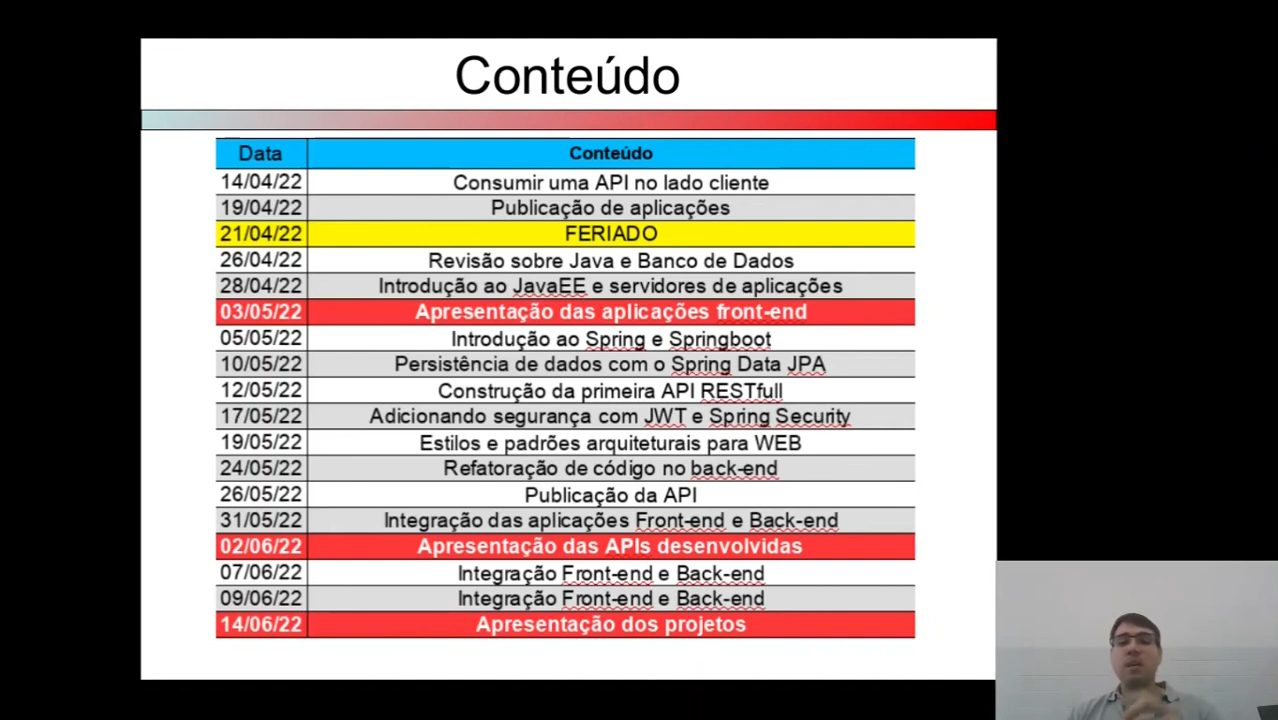 Conteúdo
Data Conteúdo
14/04/22 Consumir uma API no lado cliente
19/04/22 Publicação de aplicações
21/04/22 FERIADO
26/04/22 Revisão sobre Java e Banco de Dados
28/04/22 Introdução ao JavaEE e servidores de aplicações
03/05/22 Apresentação das aplicações front-end
05/05/22 Introdução ao Spring e Springboot
10/05/22 Persistência de dados com o Spring Data JPA
12/05/22 Construção da primeira API RESTfull
17/05/22 Adicionando segurança com JWT e Spring Security
19/05/22 Estilos e padrões arquiteturais para WEB
24/05/22 Refatoração de código no back-end
26/05/22 Publicação da API
31/05/22 Integração das aplicações Front-end e Back-end
02/06/22 Apresentação das APIs desenvolvidas
07/06/22 Integração Front-end e Back-end
09/06/22 Integração Front-end e Back-end
14/06/22 Apresentação dos projetos